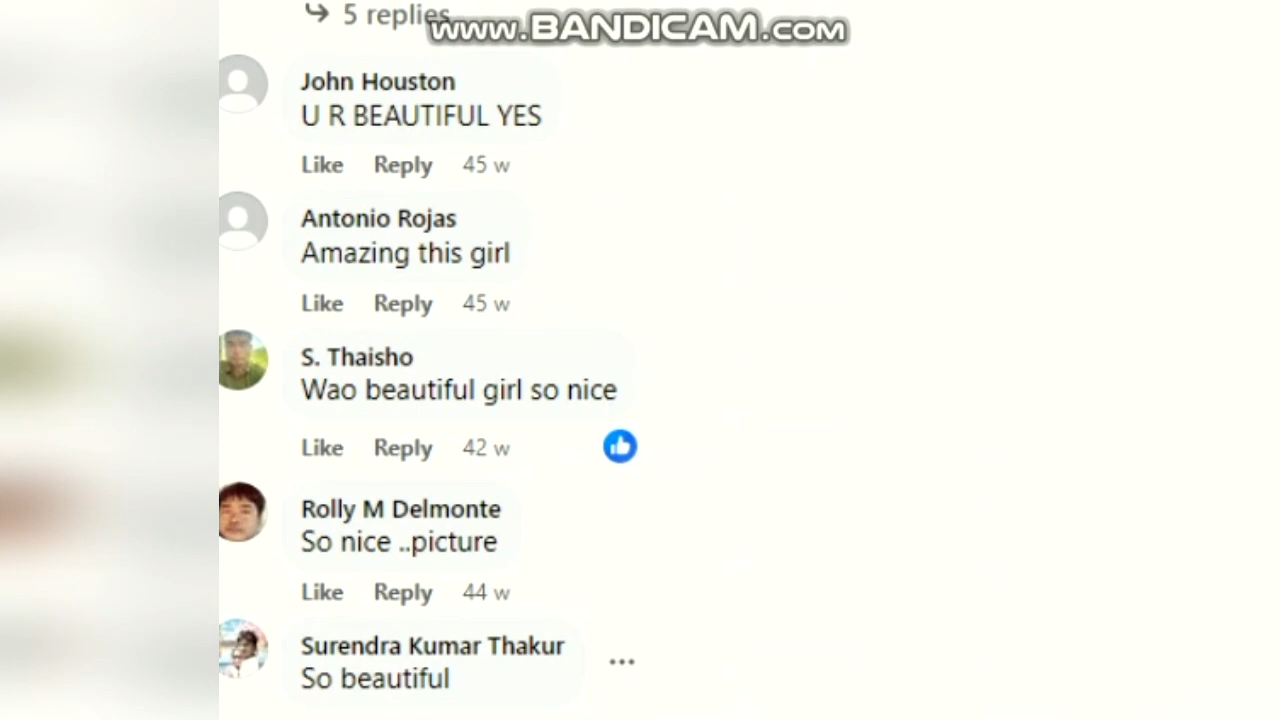 5 replies
www.BANDICAM.com
John Houston
U R BEAUTIFUL YES
Like Reply 45 w
Antonio Rojas
Amazing this girl
Like Reply 45 w
S. Thaisho
Wao beautiful girl so nice
Like Reply 42 w
Rolly M Delmonte
So nice ..picture
Like Reply 44 w
Surendra Kumar Thakur
So beautiful